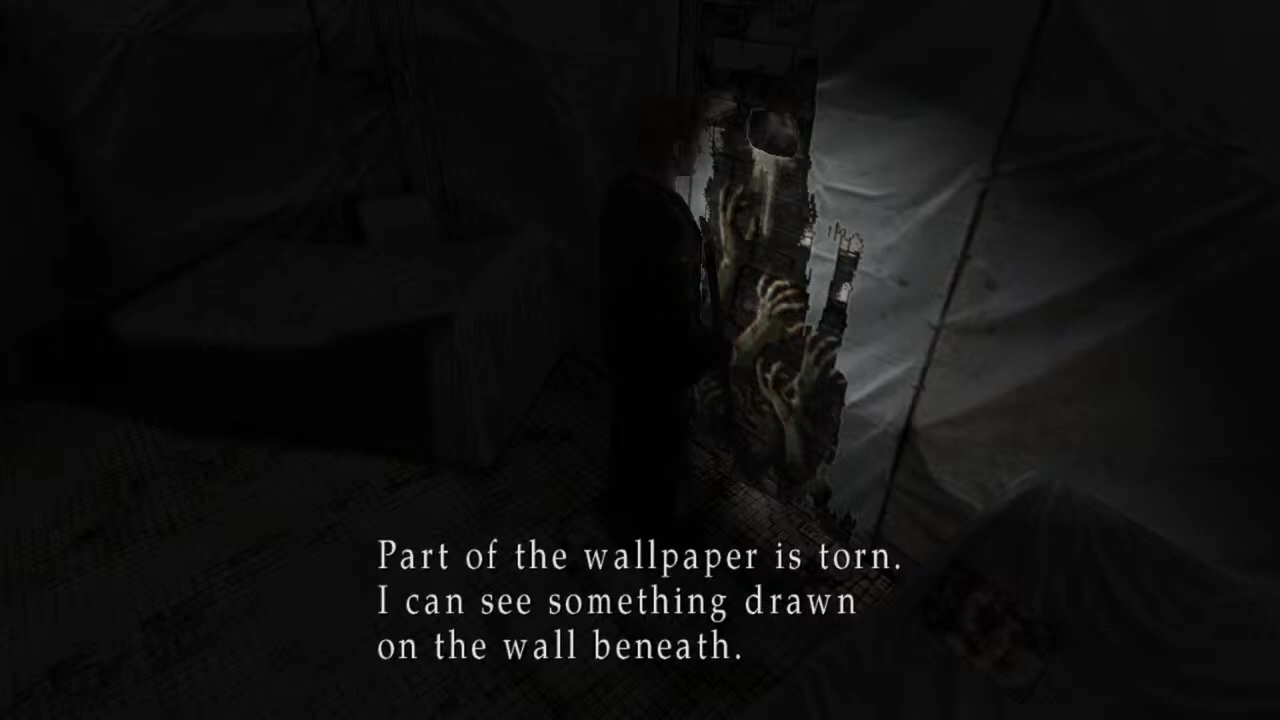 Part of the wallpaper is torn.
I can see something drawn
on the wall beneath.